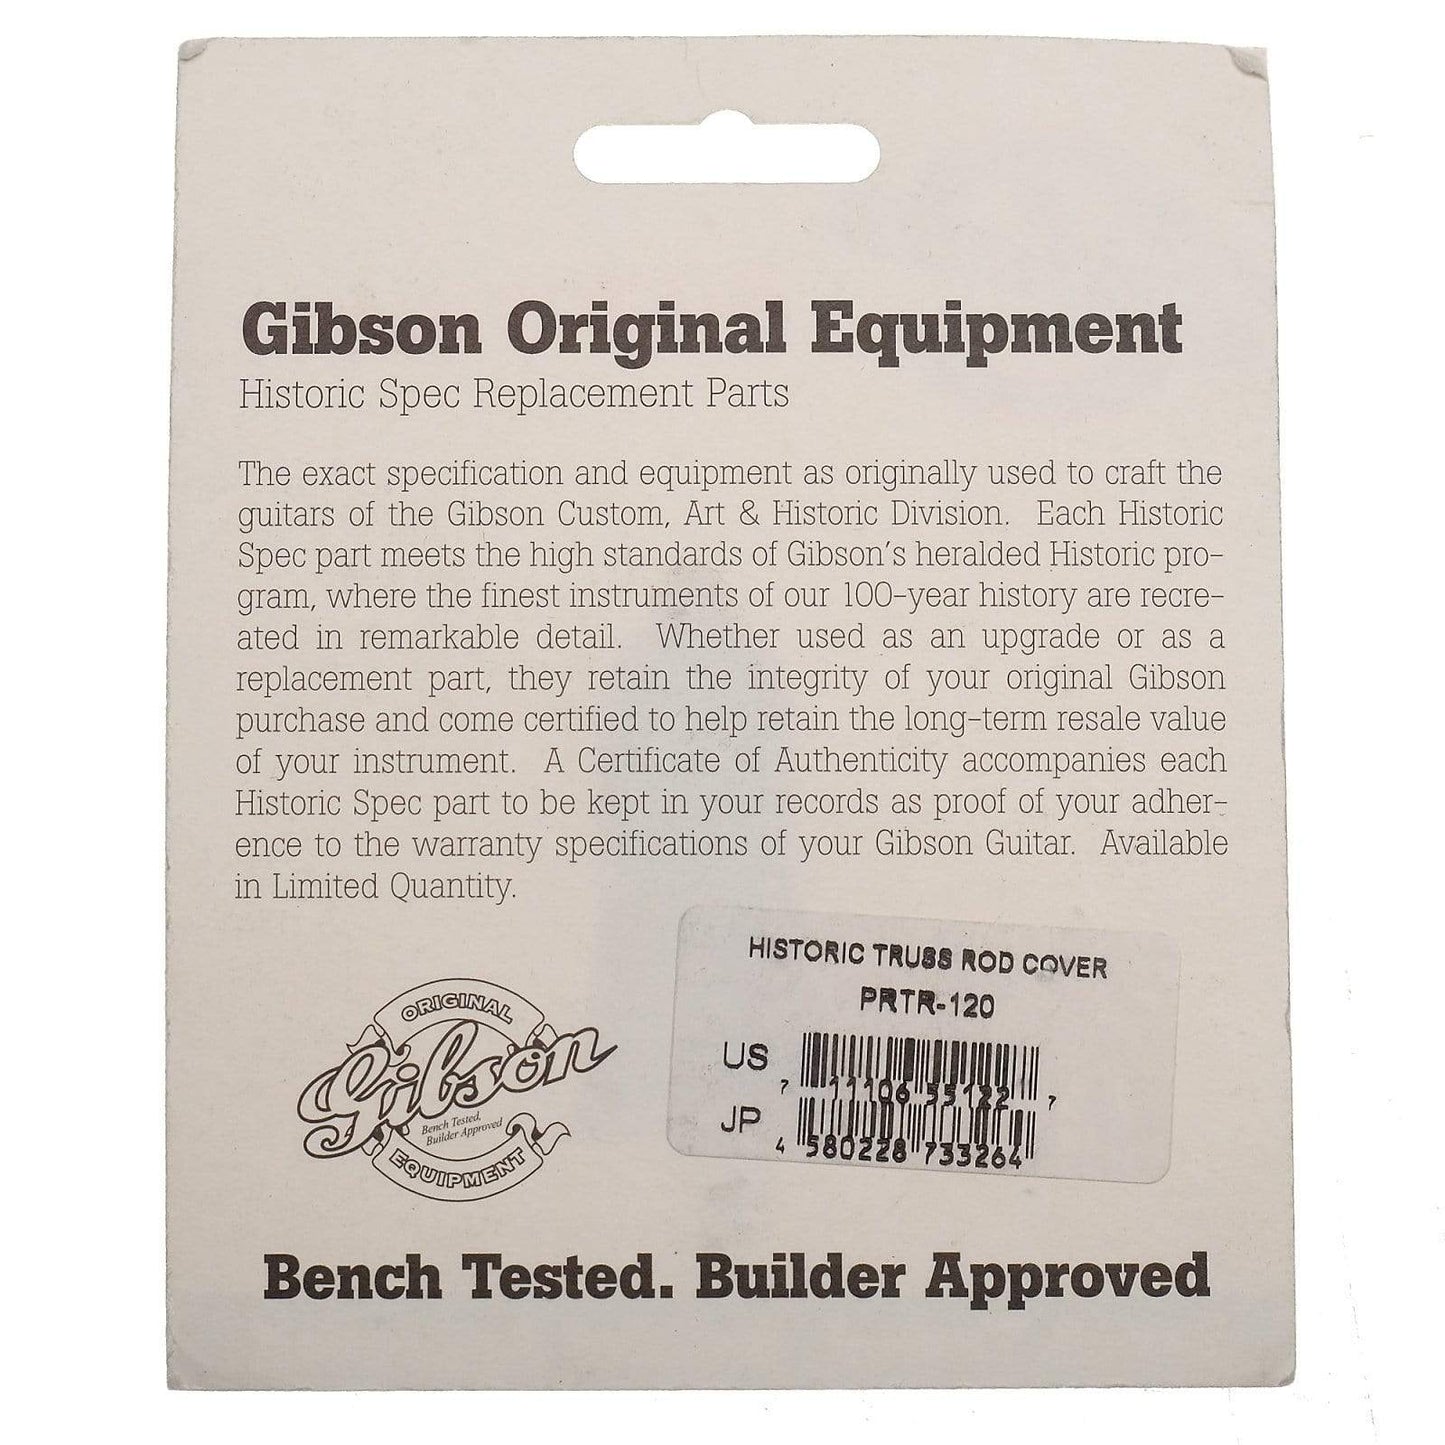 Gibson Original Equipment
Historic Spec Replacement Parts
The exact specification and equipment as originally used to craft the
guitars of the Gibson Custom, Art & Historic Division. Each Historic
Spec part meets the high standards of Gibson's heralded Historic pro-
gram, where the finest instruments of our 100-year history are recre-
ated in remarkable detail. Whether used as an upgrade or as a
replacement part, they retain the integrity of your original Gibson
purchase and come certified to help retain the long-term resale value
of your instrument. A Certificate of Authenticity accompanies each
Historic Spec part to be kept in your records as proof of your adher-
ence to the warranty specifications of your Gibson Guitar. Available
in Limited Quantity.
HISTORIC TRUSS ROD COVER
PRTR-120
US
7 11106 55122 7
JP
4 580228 733264
ORIGINAL
Gibson
Bench Tested,
Builder Approved
EQUIPMENT
Bench Tested. Builder Approved